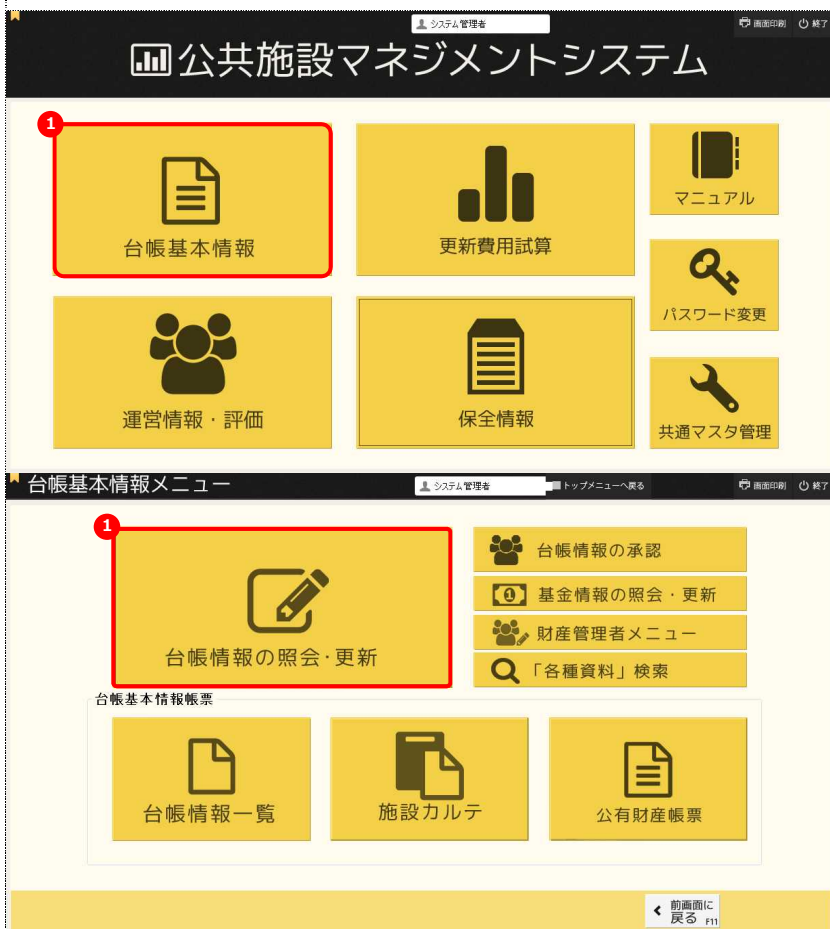 システム管理者
画面印刷
終了
公共施設マネジメントシステム
1
台帳基本情報
更新費用試算
マニュアル
パスワード変更
運営情報・評価
保全情報
共通マスタ管理
台帳基本情報メニュー
システム管理者
トップメニューへ戻る
画面印刷
終了
1
台帳情報の照会・更新
台帳情報の承認
基金情報の照会・更新
財産管理者メニュー
「各種資料」検索
台帳基本情報帳票
台帳情報一覧
施設カルテ
公有財産帳票
前画面に
戻る F11